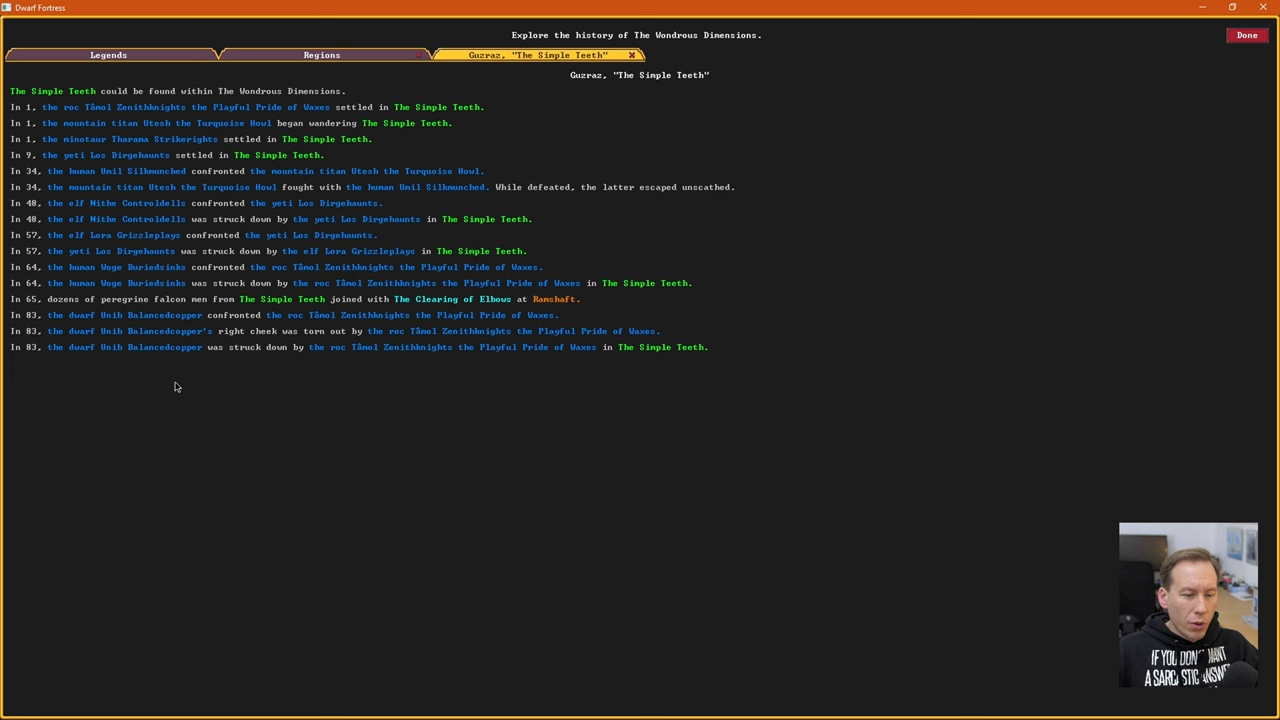 Dwarf Fortress
Explore the history of The Wondrous Dimensions.
Done
Legends
Regions
Guzraz, "The Simple Teeth"
Guzraz, "The Simple Teeth"
The Simple Teeth could be found within The Wondrous Dimensions.
In 1, the roc Tâmol Zenithknights the Playful Pride of Waxes settled in The Simple Teeth.
In 1, the mountain titan Utesh the Turquoise Howl began wandering The Simple Teeth.
In 1, the minotaur Tharama Strikerights settled in The Simple Teeth.
In 9, the yeti Los Dirgehaunts settled in The Simple Teeth.
In 34, the human Umil Silkmunched confronted the mountain titan Utesh the Turquoise Howl.
In 34, the mountain titan Utesh the Turquoise Howl fought with the human Umil Silkmunched. While defeated, the latter escaped unscathed.
In 48, the elf Nithe Controldells confronted the yeti Los Dirgehaunts.
In 48, the elf Nithe Controldells was struck down by the yeti Los Dirgehaunts in The Simple Teeth.
In 57, the elf Lora Grizzleplays confronted the yeti Los Dirgehaunts.
In 57, the yeti Los Dirgehaunts was struck down by the elf Lora Grizzleplays in The Simple Teeth.
In 64, the human Woge Buriedsinks confronted the roc Tâmol Zenithknights the Playful Pride of Waxes.
In 64, the human Woge Buriedsinks was struck down by the roc Tâmol Zenithknights the Playful Pride of Waxes in The Simple Teeth.
In 65, dozens of peregrine falcon men from The Simple Teeth joined with The Clearing of Elbows at Ramshaft.
In 83, the dwarf Unib Balancedcopper confronted the roc Tâmol Zenithknights the Playful Pride of Waxes.
In 83, the dwarf Unib Balancedcopper's right cheek was torn out by the roc Tâmol Zenithknights the Playful Pride of Waxes.
In 83, the dwarf Unib Balancedcopper was struck down by the roc Tâmol Zenithknights the Playful Pride of Waxes in The Simple Teeth.
IF YOU DON'T WANT
A SARCASTIC ANSWER